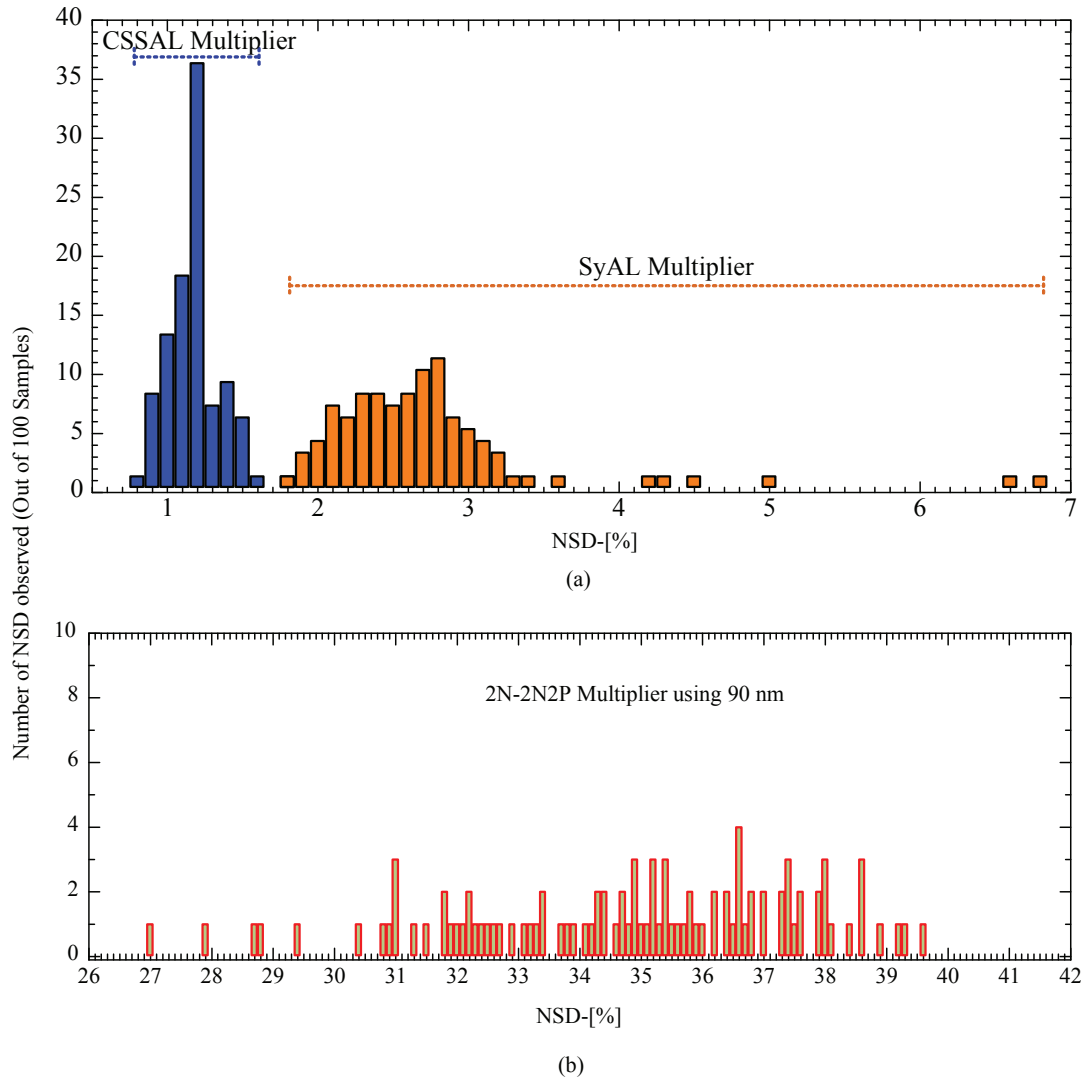 40
35
30
25
20
15
10
5
0
CSSAL Multiplier
SyAL Multiplier
1 2 3 4 5 6 7
NSD-[%]
(a)
Number of NSD observed (Out of 100 Samples)
10
8
6
4
2
0
2N-2N2P Multiplier using 90 nm
26 27 28 29 30 31 32 33 34 35 36 37 38 39 40 41 42
NSD-[%]
(b)